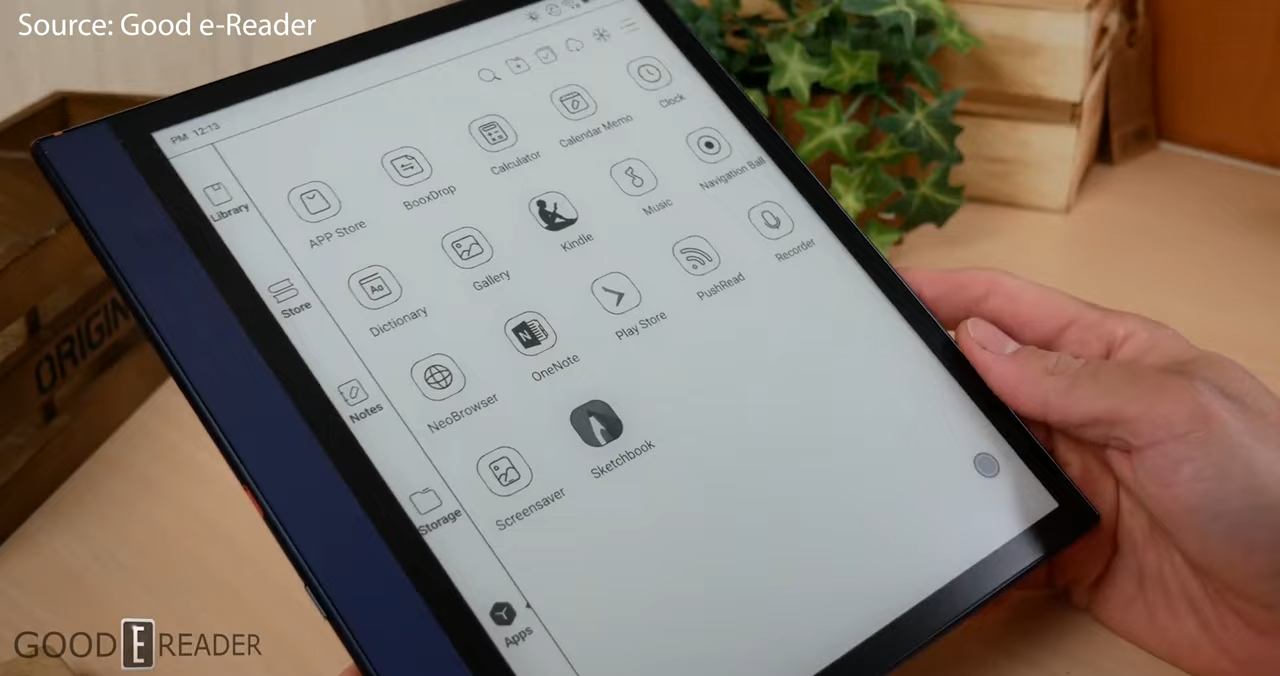 Source: Good e-Reader
PM 12:13
Library
Store
Notes
Storage
Apps
APP Store
BooxDrop
Calculator
Calendar Memo
Clock
Dictionary
Gallery
Kindle
Music
Navigation Ball
NeoBrowser
OneNote
Play Store
PushRead
Recorder
Screensaver
Sketchbook
Aa
N
ORIGIN
GOOD E READER